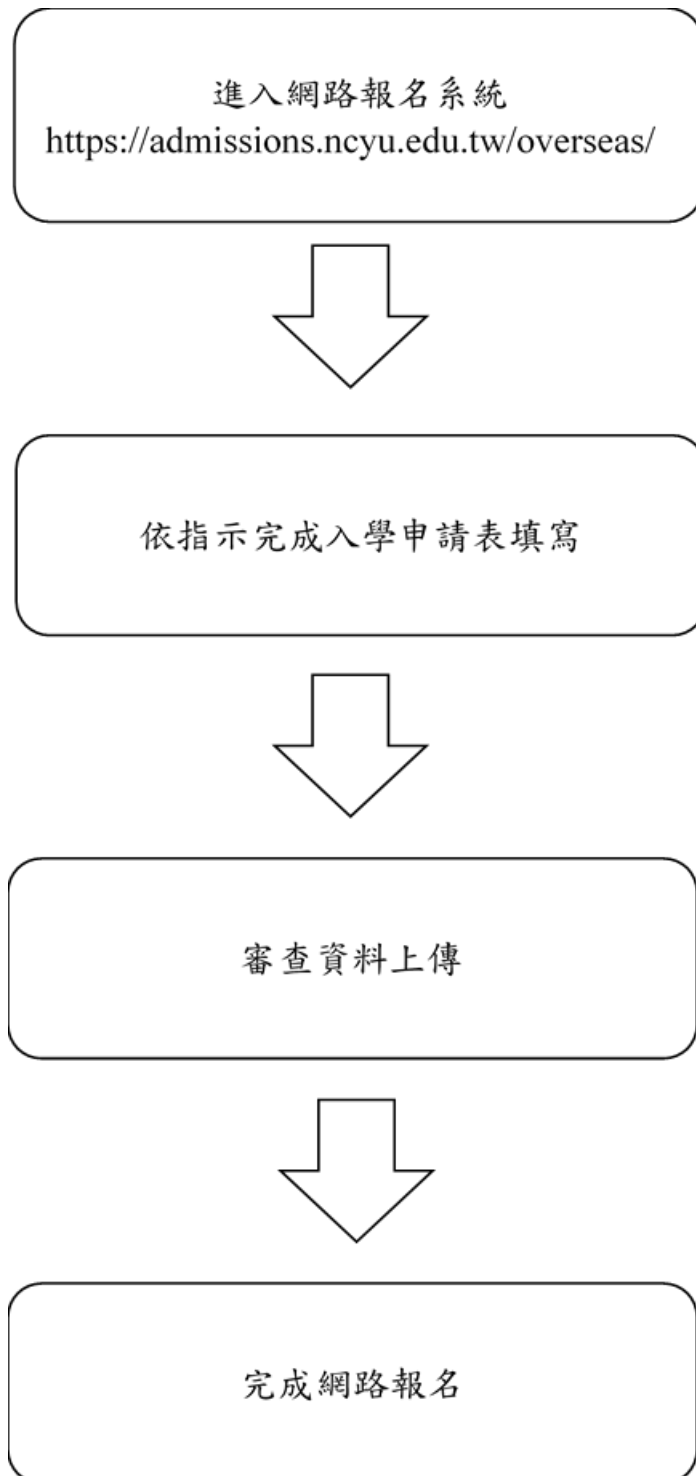 進入網路報名系統
https://admissions.ncyu.edu.tw/overseas/
依指示完成入學申請表填寫
審查資料上傳
完成網路報名